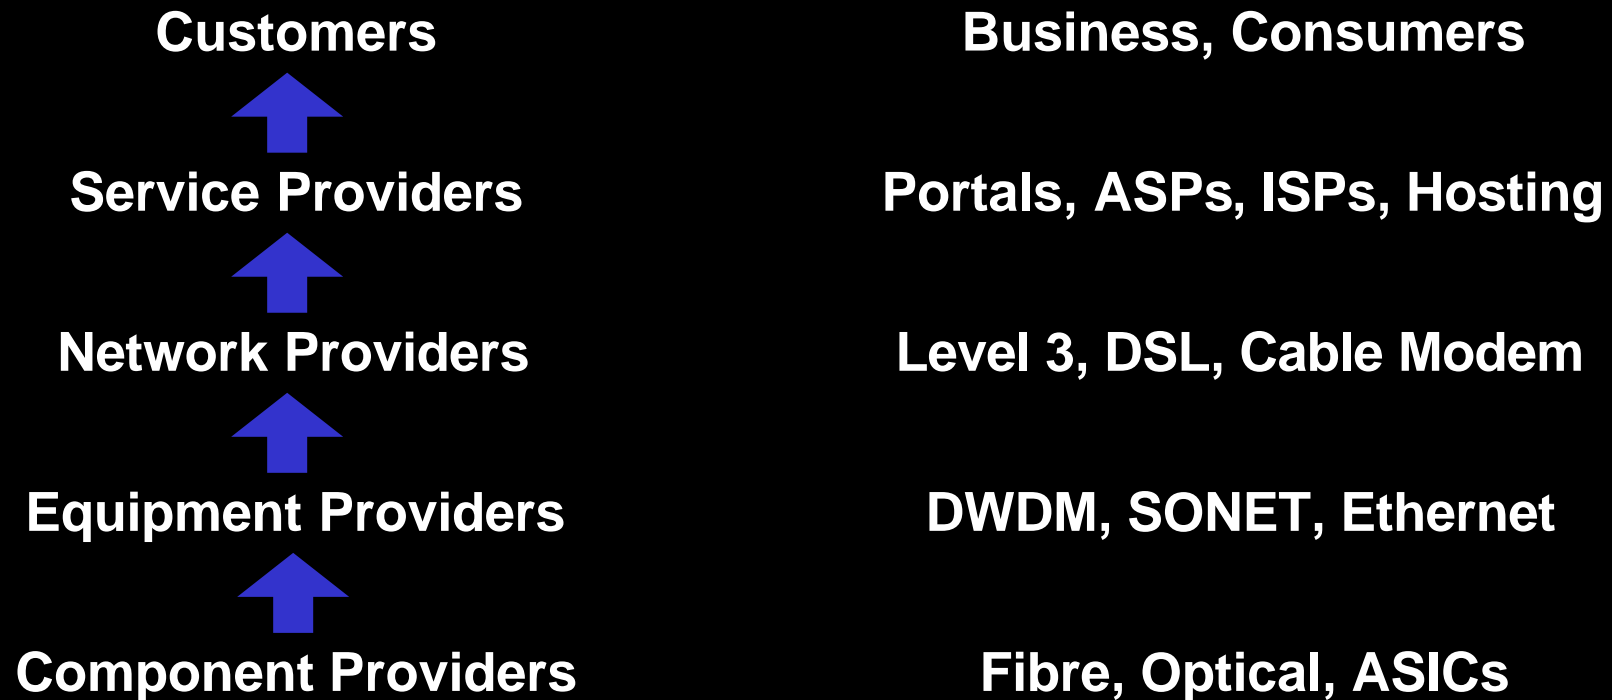 Customers
Business, Consumers
Service Providers
Portals, ASPs, ISPs, Hosting
Network Providers
Level 3, DSL, Cable Modem
Equipment Providers
DWDM, SONET, Ethernet
Component Providers
Fibre, Optical, ASICs